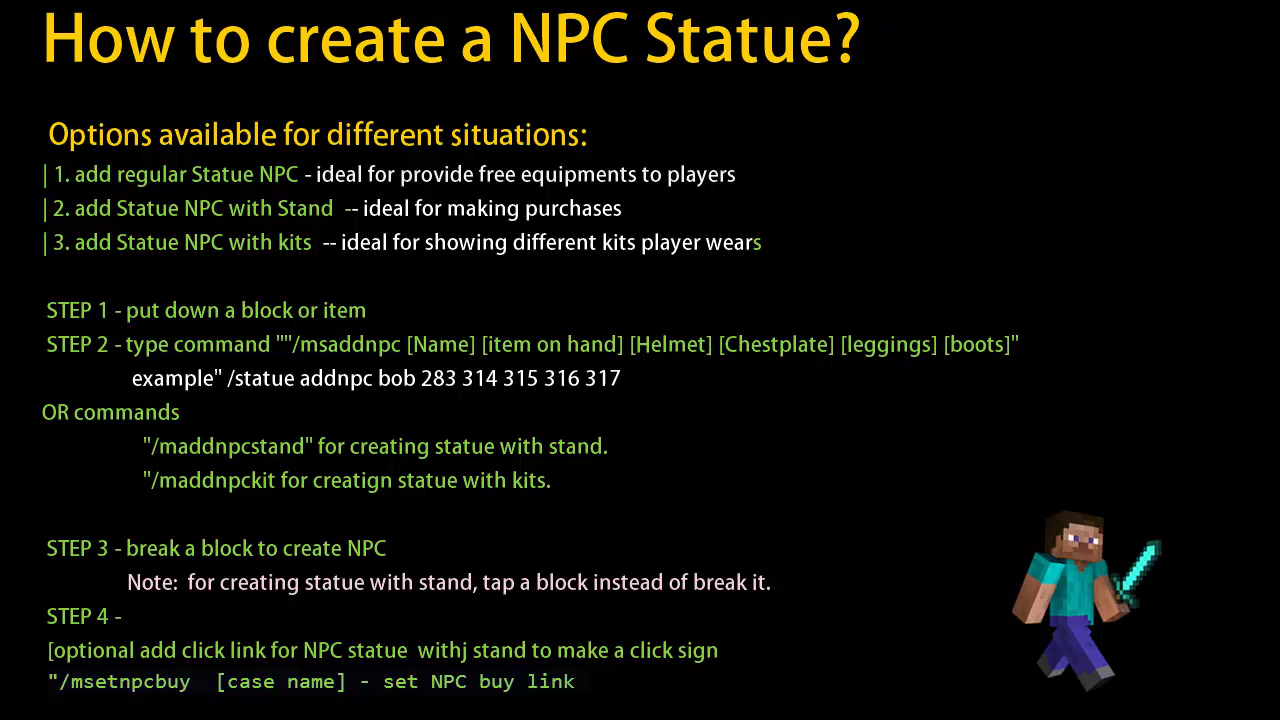 How to create a NPC Statue?
Options available for different situations:
| 1. add regular Statue NPC - ideal for provide free equipments to players
| 2. add Statue NPC with Stand -- ideal for making purchases
| 3. add Statue NPC with kits -- ideal for showing different kits player wears
STEP 1 - put down a block or item
STEP 2 - type command ""/msaddnpc [Name] [item on hand] [Helmet] [Chestplate] [leggings] [boots]"
example" /statue addnpc bob 283 314 315 316 317
OR commands
"/maddnpcstand" for creating statue with stand.
"/maddnpckit for creatign statue with kits.
STEP 3 - break a block to create NPC
Note: for creating statue with stand, tap a block instead of break it.
STEP 4 -
[optional add click link for NPC statue withj stand to make a click sign
"/msetnpcbuy [case name] - set NPC buy link